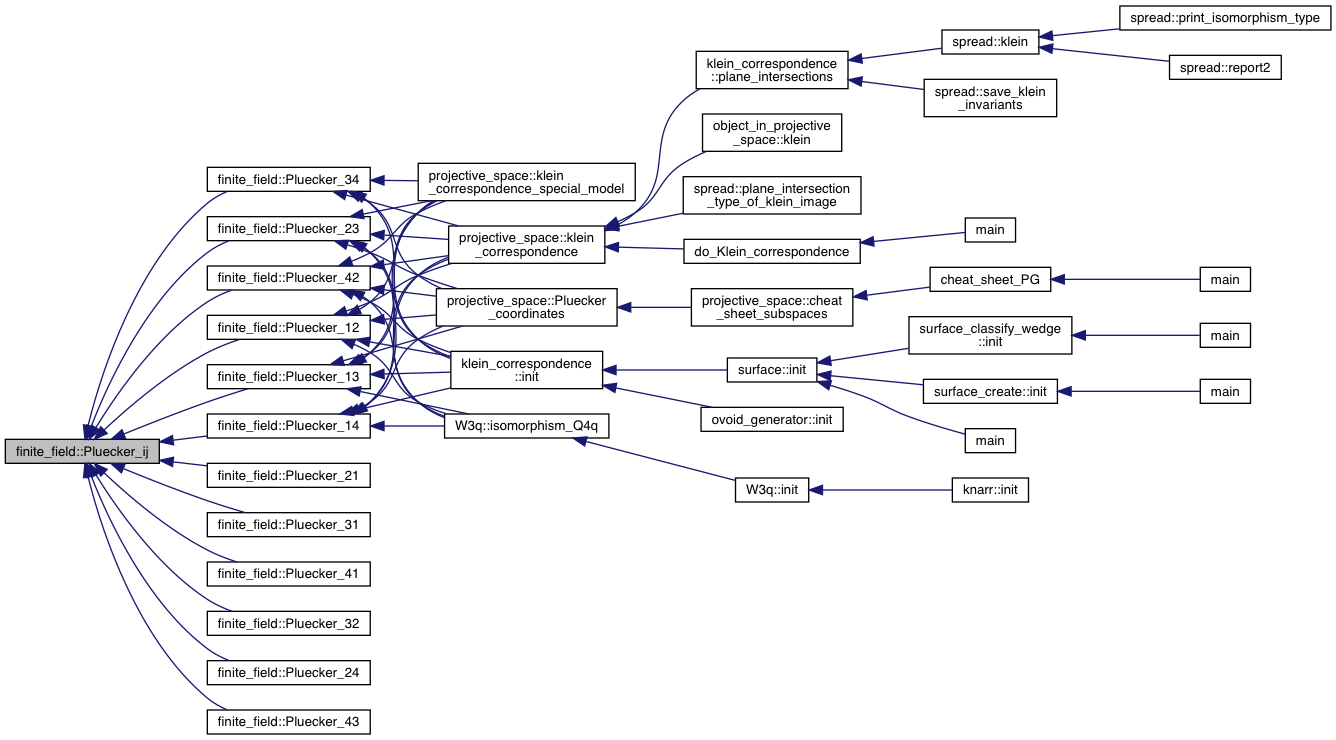 finite_field::Pluecker_ij
finite_field::Pluecker_34
finite_field::Pluecker_23
finite_field::Pluecker_42
finite_field::Pluecker_12
finite_field::Pluecker_13
finite_field::Pluecker_14
finite_field::Pluecker_21
finite_field::Pluecker_31
finite_field::Pluecker_41
finite_field::Pluecker_32
finite_field::Pluecker_24
finite_field::Pluecker_43
projective_space::klein
_correspondence_special_model
projective_space::klein
_correspondence
projective_space::Pluecker
_coordinates
klein_correspondence
::init
W3q::isomorphism_Q4q
klein_correspondence
::plane_intersections
object_in_projective
_space::klein
spread::plane_intersection
_type_of_klein_image
do_Klein_correspondence
projective_space::cheat
_sheet_subspaces
surface::init
ovoid_generator::init
W3q::init
spread::klein
spread::save_klein
_invariants
main
cheat_sheet_PG
surface_classify_wedge
::init
surface_create::init
main
knarr::init
spread::print_isomorphism_type
spread::report2
main
main
main